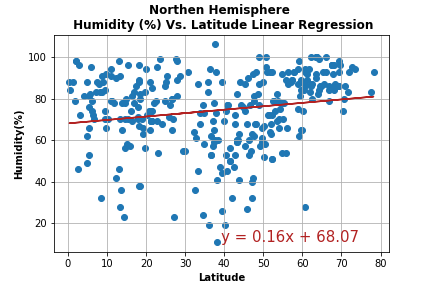 Northen Hemisphere
Humidity (%) Vs. Latitude Linear Regression
Humidity(%)
100
80
60
40
20
y = 0.16x + 68.07
0 10 20 30 40 50 60 70 80
Latitude